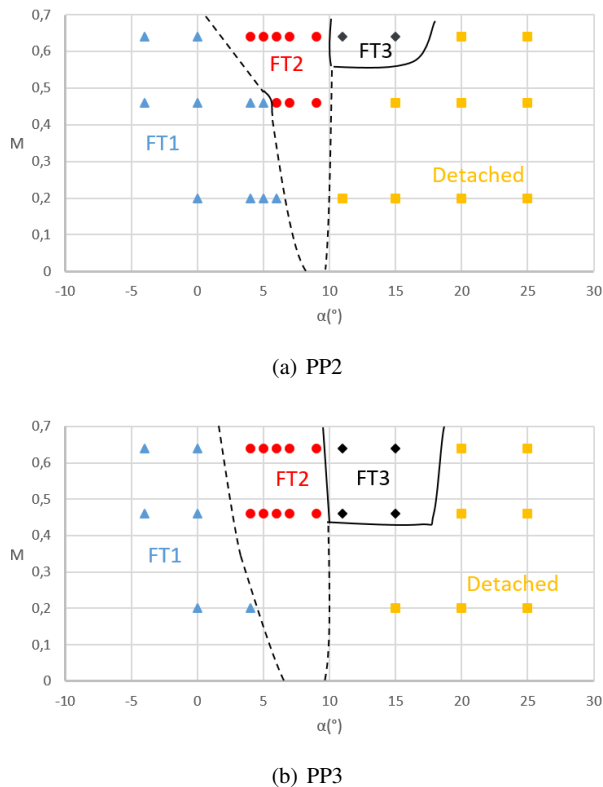 0,7
0,6
FT2
FT3
0,5
0,4
M
FT1
0,3
Detached
0,2
0,1
0
-10 -5 0 5 10 15 20 25 30
α(°)
(a) PP2
0,7
0,6
FT2 FT3
0,5
0,4
M
FT1
0,3
Detached
0,2
0,1
0
-10 -5 0 5 10 15 20 25 30
α(°)
(b) PP3